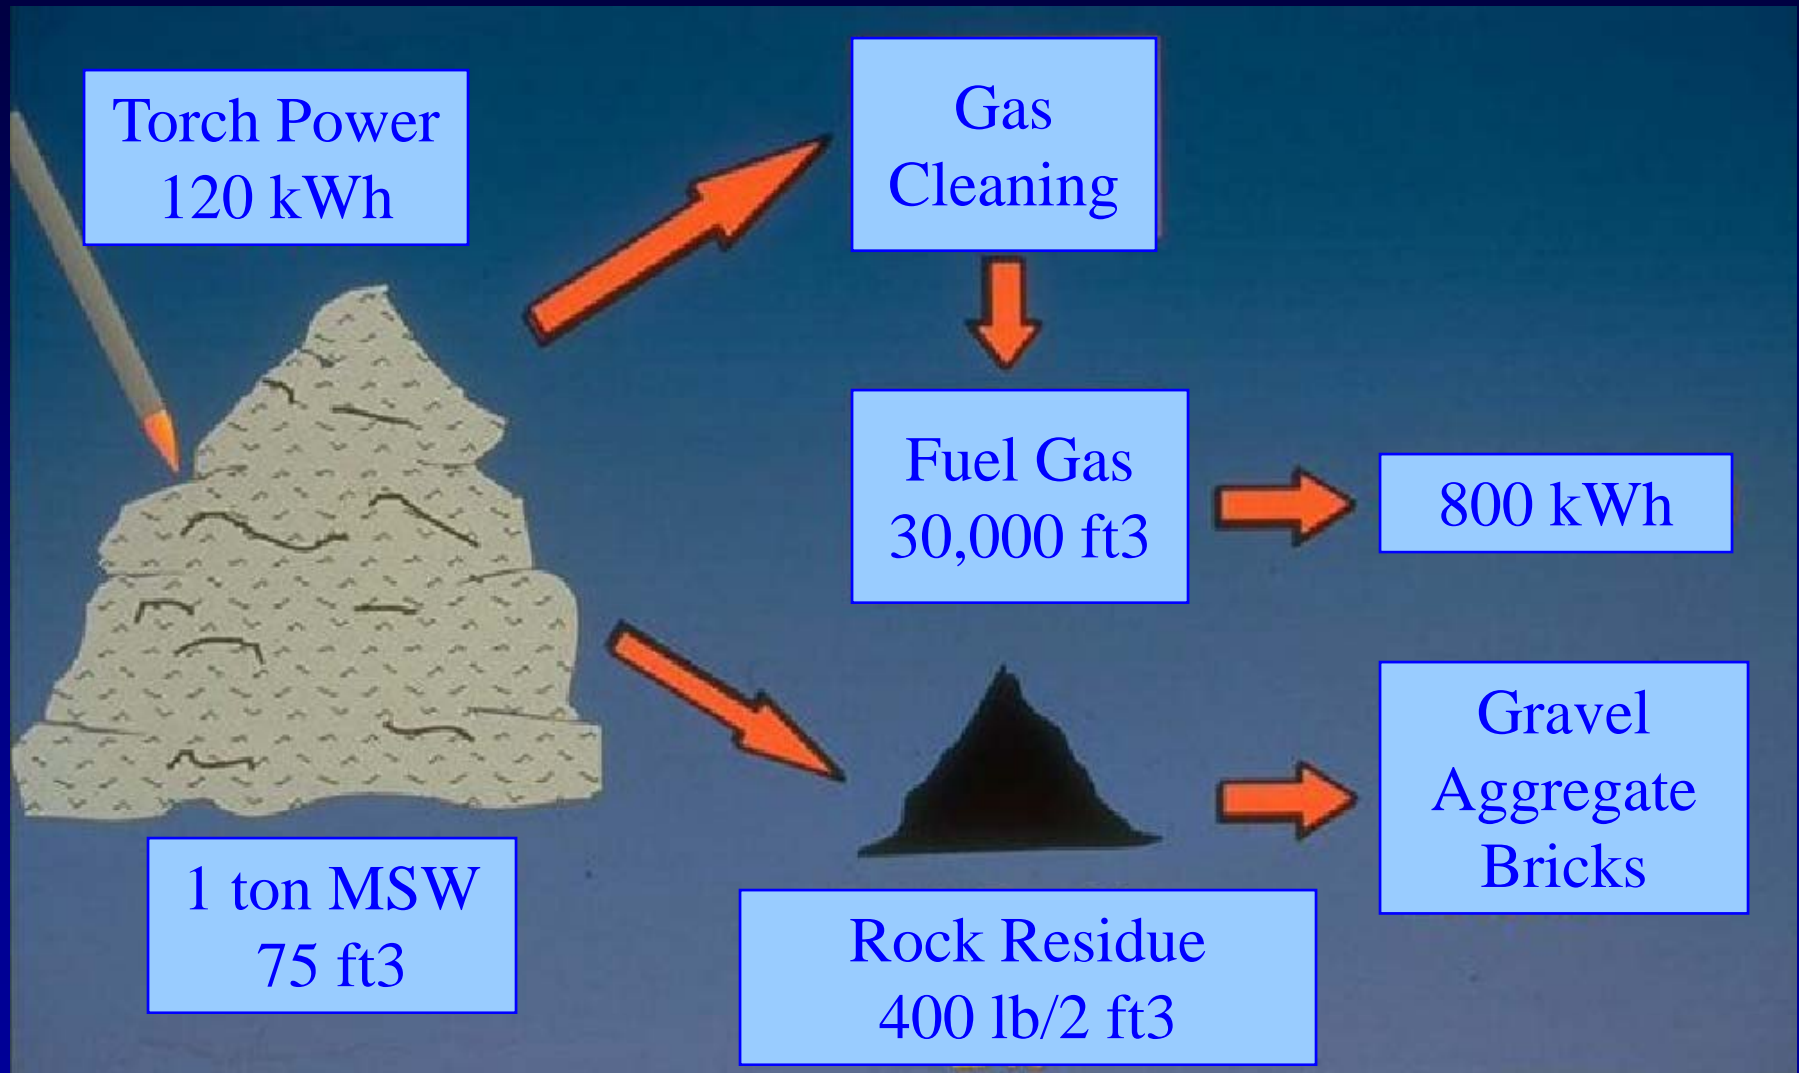 Torch Power
120 kWh
Gas
Cleaning
Fuel Gas
30,000 ft3
800 kWh
1 ton MSW
75 ft3
Rock Residue
400 lb/2 ft3
Gravel
Aggregate
Bricks